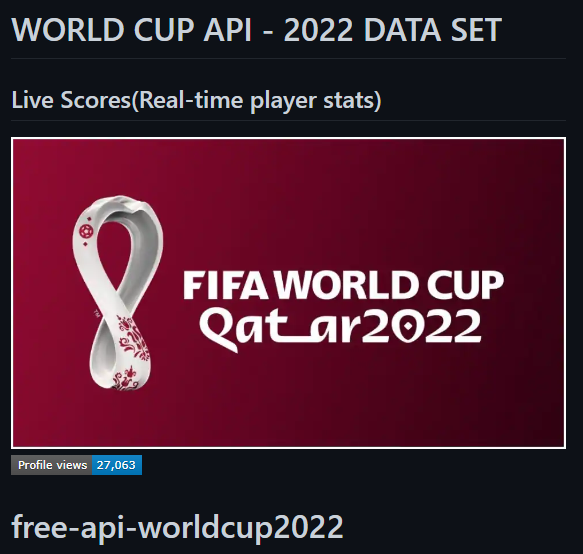 WORLD CUP API - 2022 DATA SET
Live Scores(Real-time player stats)
FIFA WORLD CUP
Qatar2022
TM
Profile views 27,063
free-api-worldcup2022